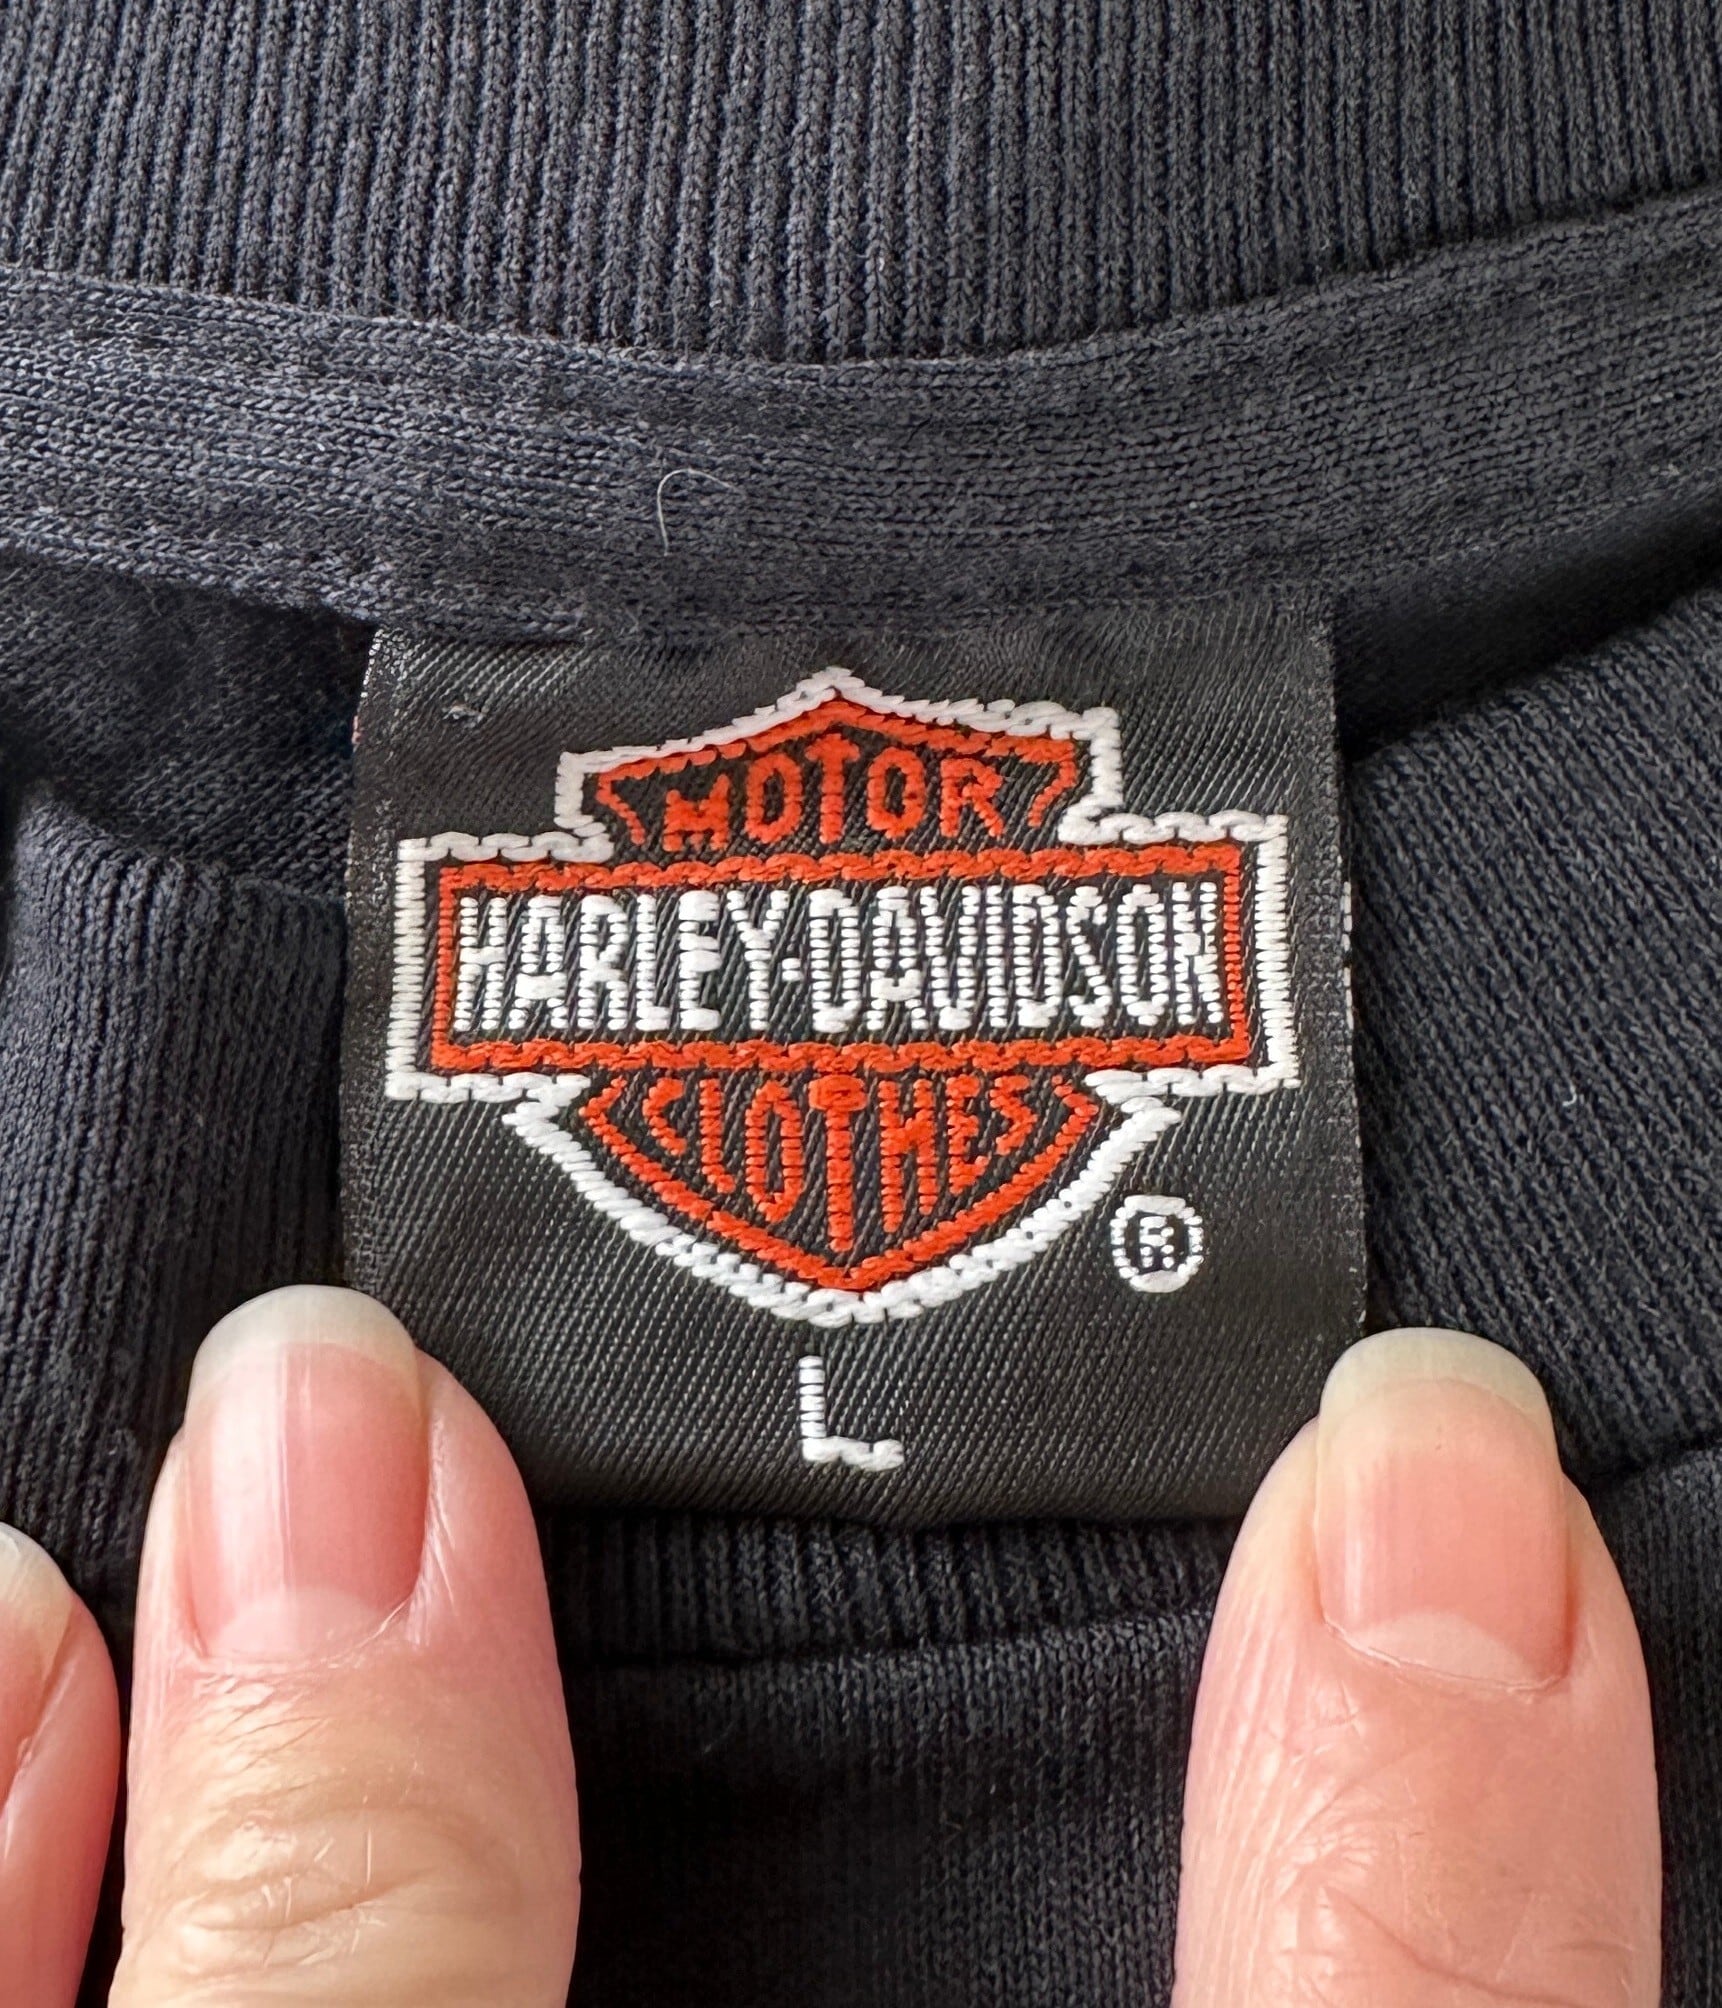 MOTOR
HARLEY-DAVIDSON
CLOTHES
®
L